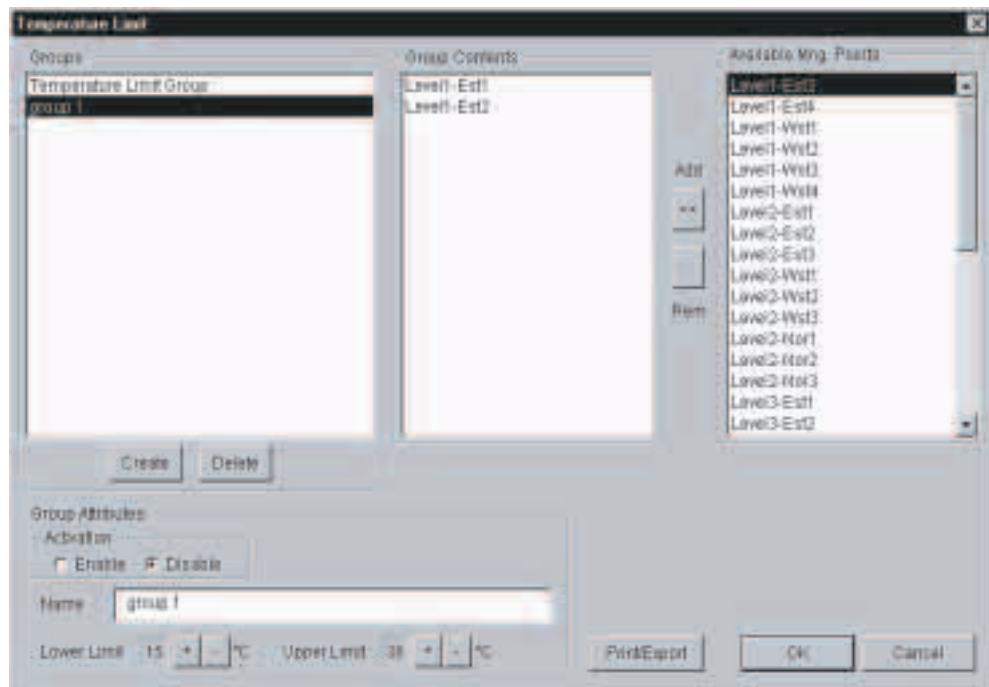 Temperature Limit
Groups
Temperature Limit Group
group 1
Create
Delete
Group Contents
Level1-Est1
Level1-Est2
Add
<<
Rem
Available Mng. Points
Level1-Est3
Level1-Est4
Level1-Wst1
Level1-Wst2
Level1-Wst3
Level1-Wst4
Level2-Est1
Level2-Est2
Level2-Est3
Level2-Wst1
Level2-Wst2
Level2-Wst3
Level2-Nor1
Level2-Nor2
Level2-Nor3
Level3-Est1
Level3-Est2
Group Attributes
Activation
Enable
Disable
Name group 1
Lower Limit 15 + - °C Upper Limit + - °C
Print/Export
OK
Cancel